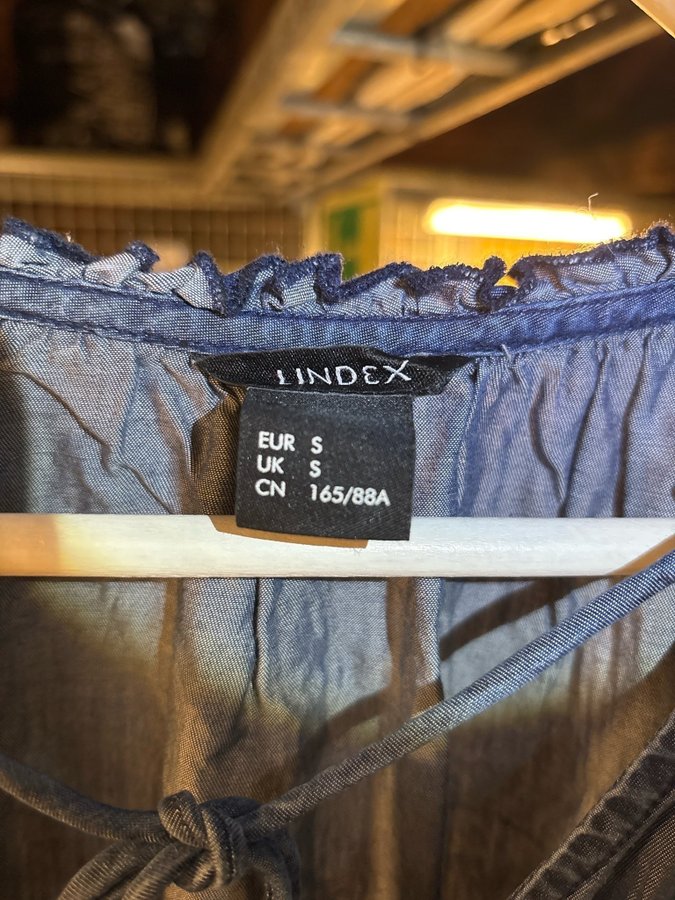 LINDEX
EUR S
UK S
CN 165/88A